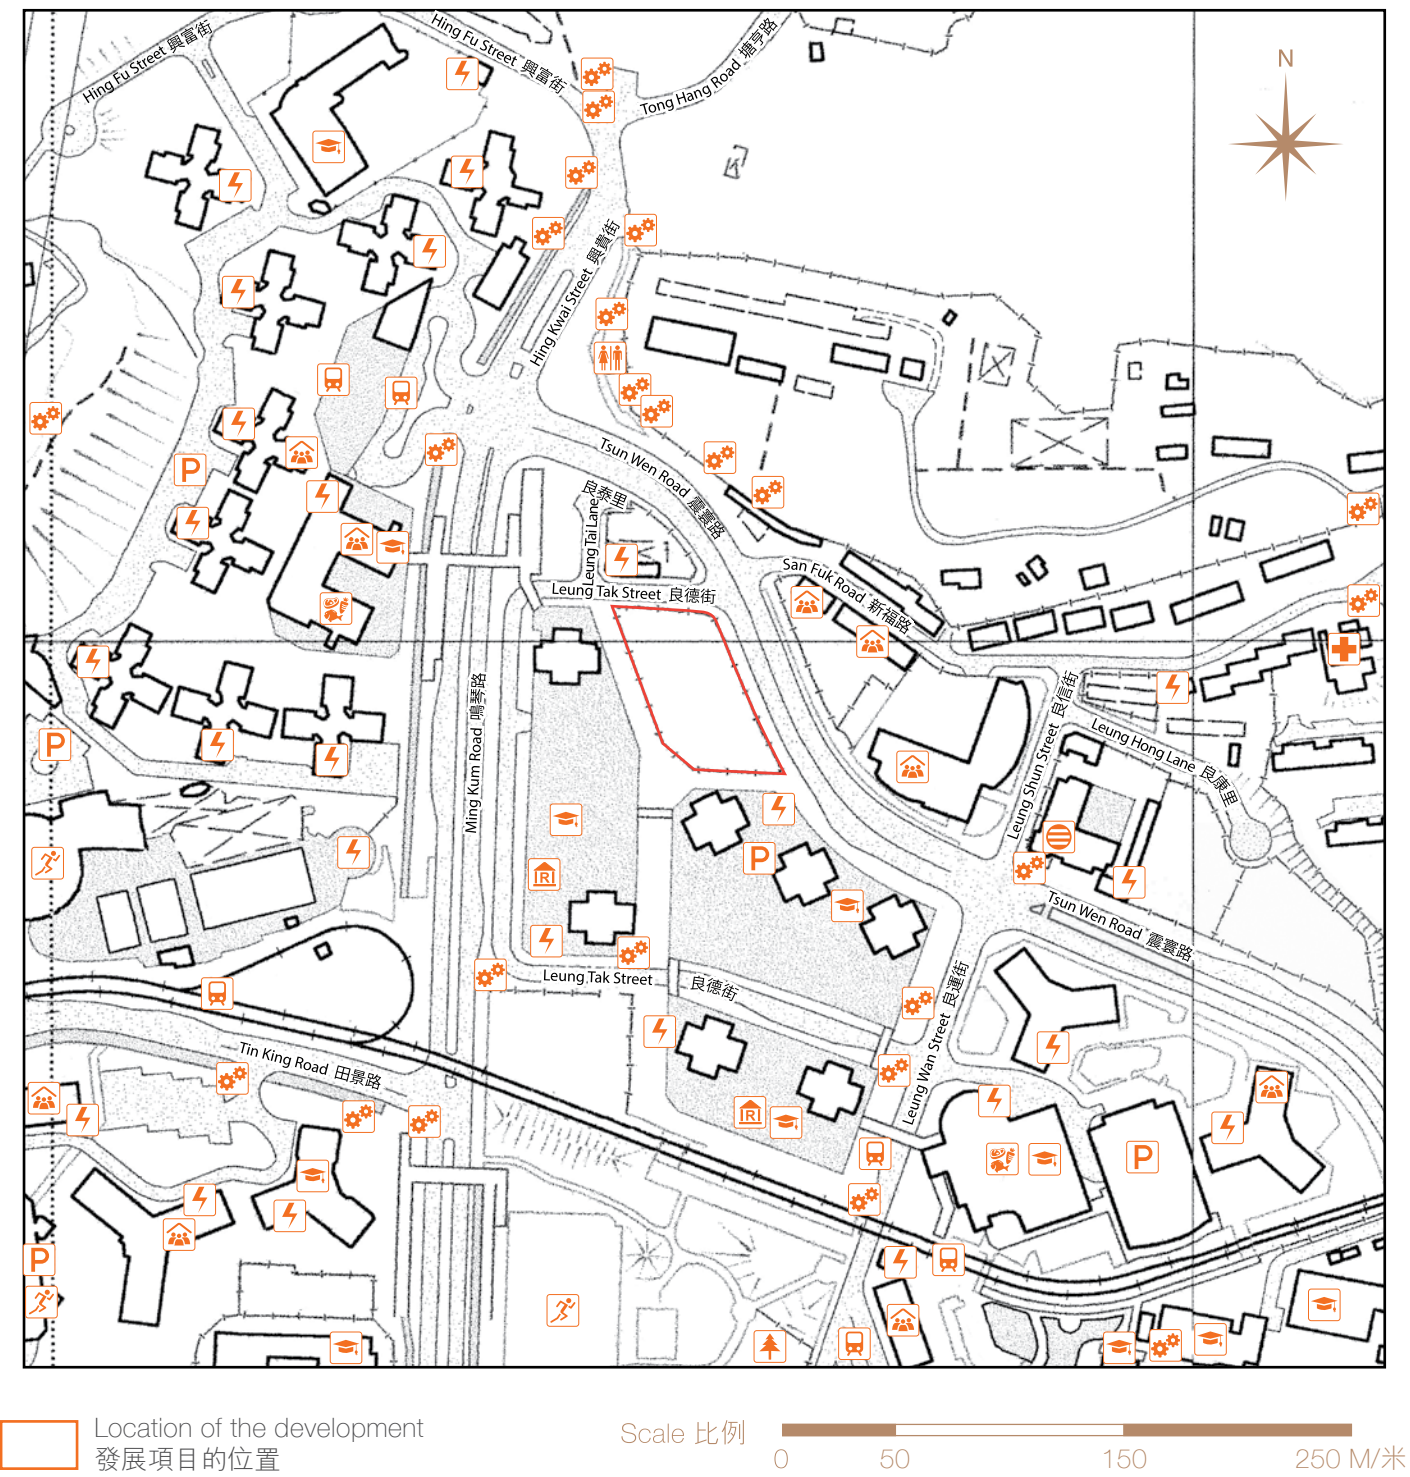 Hing Fu Street 興富街
Hing Fu Street 興富街
Tong Hang Road 塘亨路
N
Hing Kwai Street 興貴街
Tsun Wen Road 震寰路
良泰里
Leung Tai Lane
San Fuk Road 新福路
Leung Tak Street 良德街
Ming Kum Road 鳴琴路
Leung Shun Street 良信街
Leung Hong Lane 良康里
Tsun Wen Road 震寰路
Leung Tak Street 良德街
Leung Wan Street 良運街
Tin King Road 田景路
P
P
P
P
P
Location of the development
發展項目的位置
Scale 比例
0 50 150 250 M/米